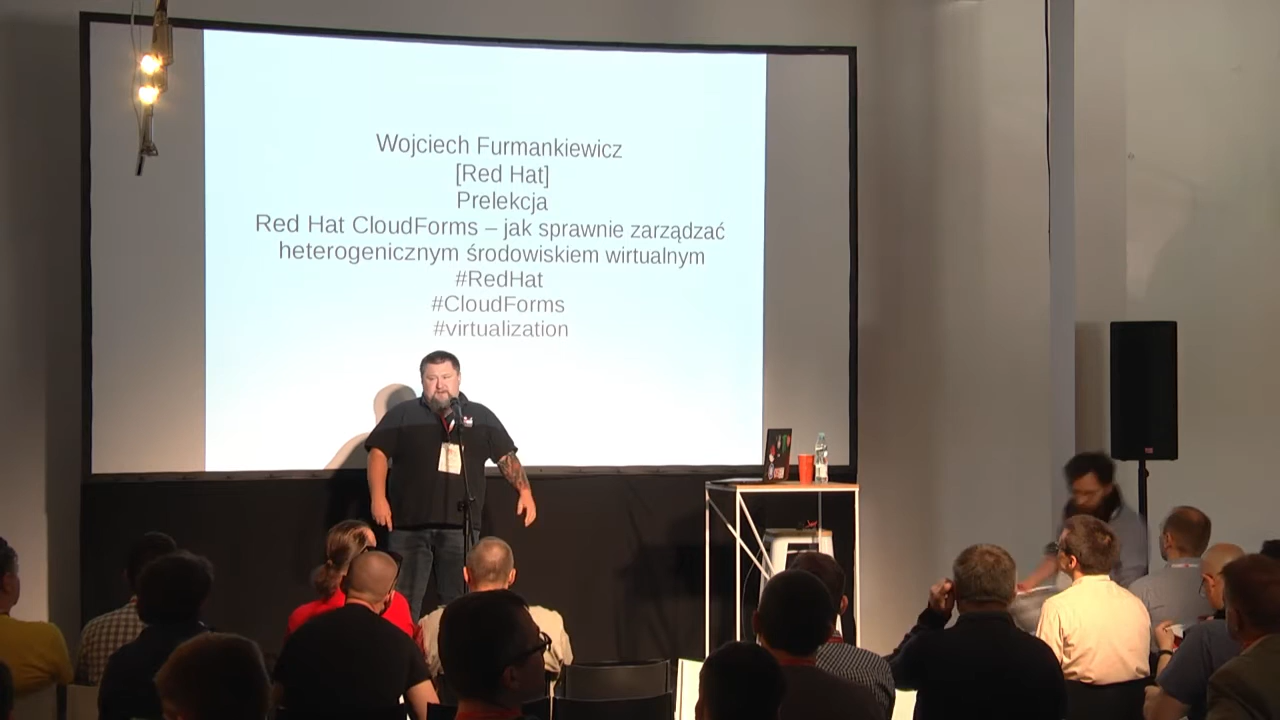 Wojciech Furmankiewicz
[Red Hat]
Prelekcja
Red Hat CloudForms – jak sprawnie zarządzać
heterogenicznym środowiskiem wirtualnym
#RedHat
#CloudForms
#virtualization